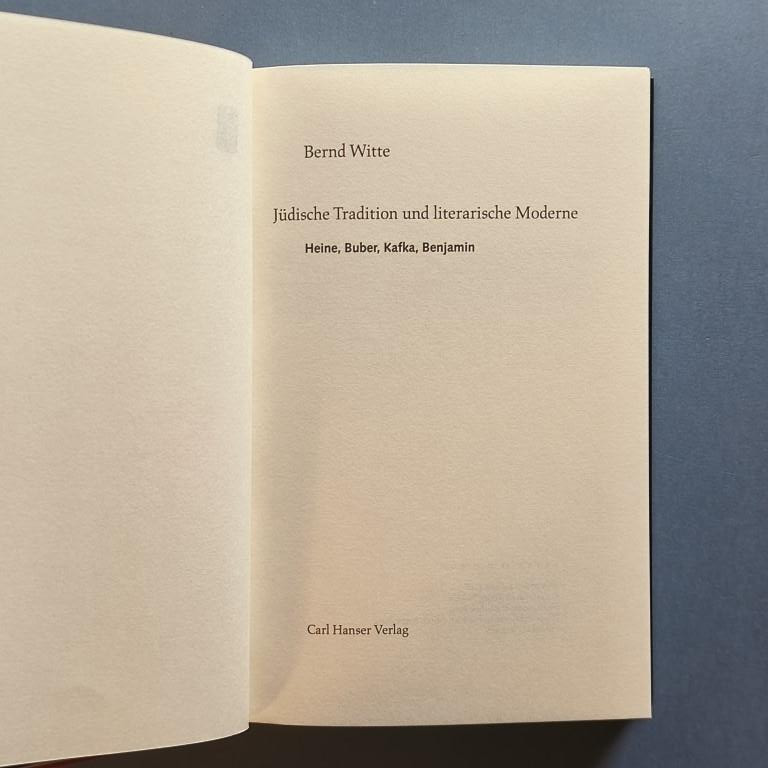 Bernd Witte
Jüdische Tradition und literarische Moderne
Heine, Buber, Kafka, Benjamin
Carl Hanser Verlag